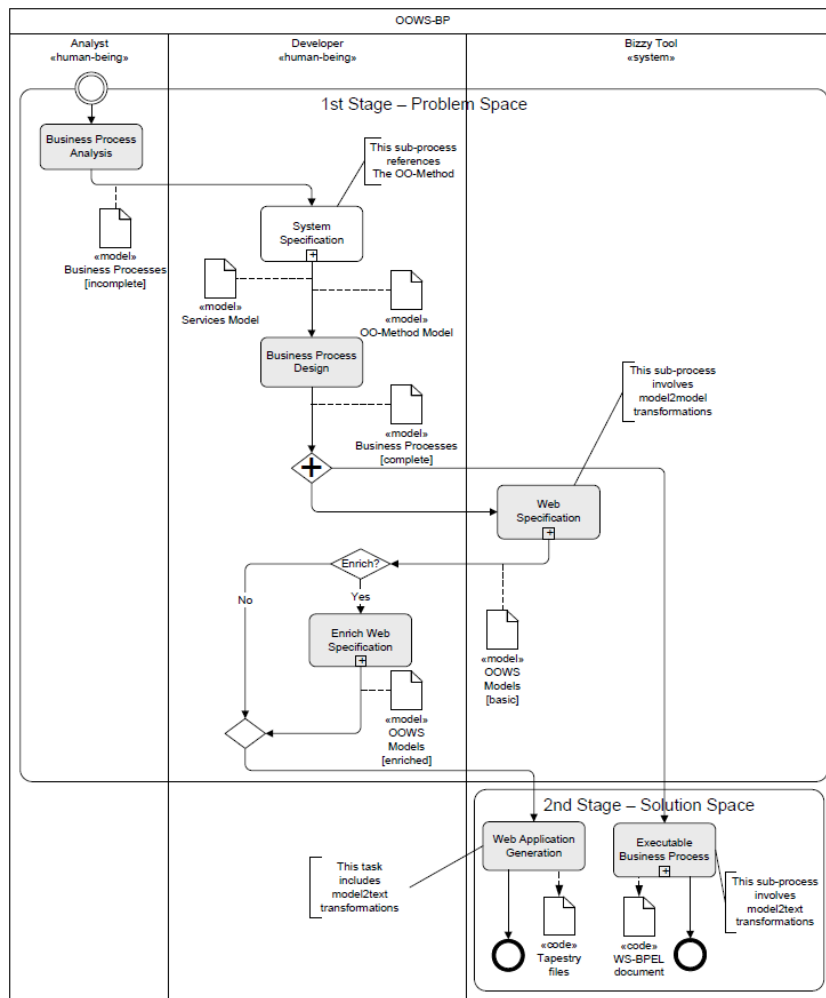 OOWS-BP
Analyst
«human-being»
Developer
«human-being»
Bizzy Tool
«system»
1st Stage – Problem Space
Business Process
Analysis
This sub-process
references
The OO-Method
«model»
Business Processes
[incomplete]
System
Specification
«model»
Services Model
«model»
OO-Method Model
Business Process
Design
This sub-process
involves
model2model
transformations
«model»
Business Processes
[complete]
Web
Specification
Enrich?
No
Yes
Enrich Web
Specification
«model»
OOWS
Models
[basic]
«model»
OOWS
Models
[enriched]
2nd Stage – Solution Space
Web Application
Generation
Executable
Business Process
This task
includes
model2text
transformations
This sub-process
involves
model2text
transformations
«code»
Tapestry
files
«code»
WS-BPEL
document